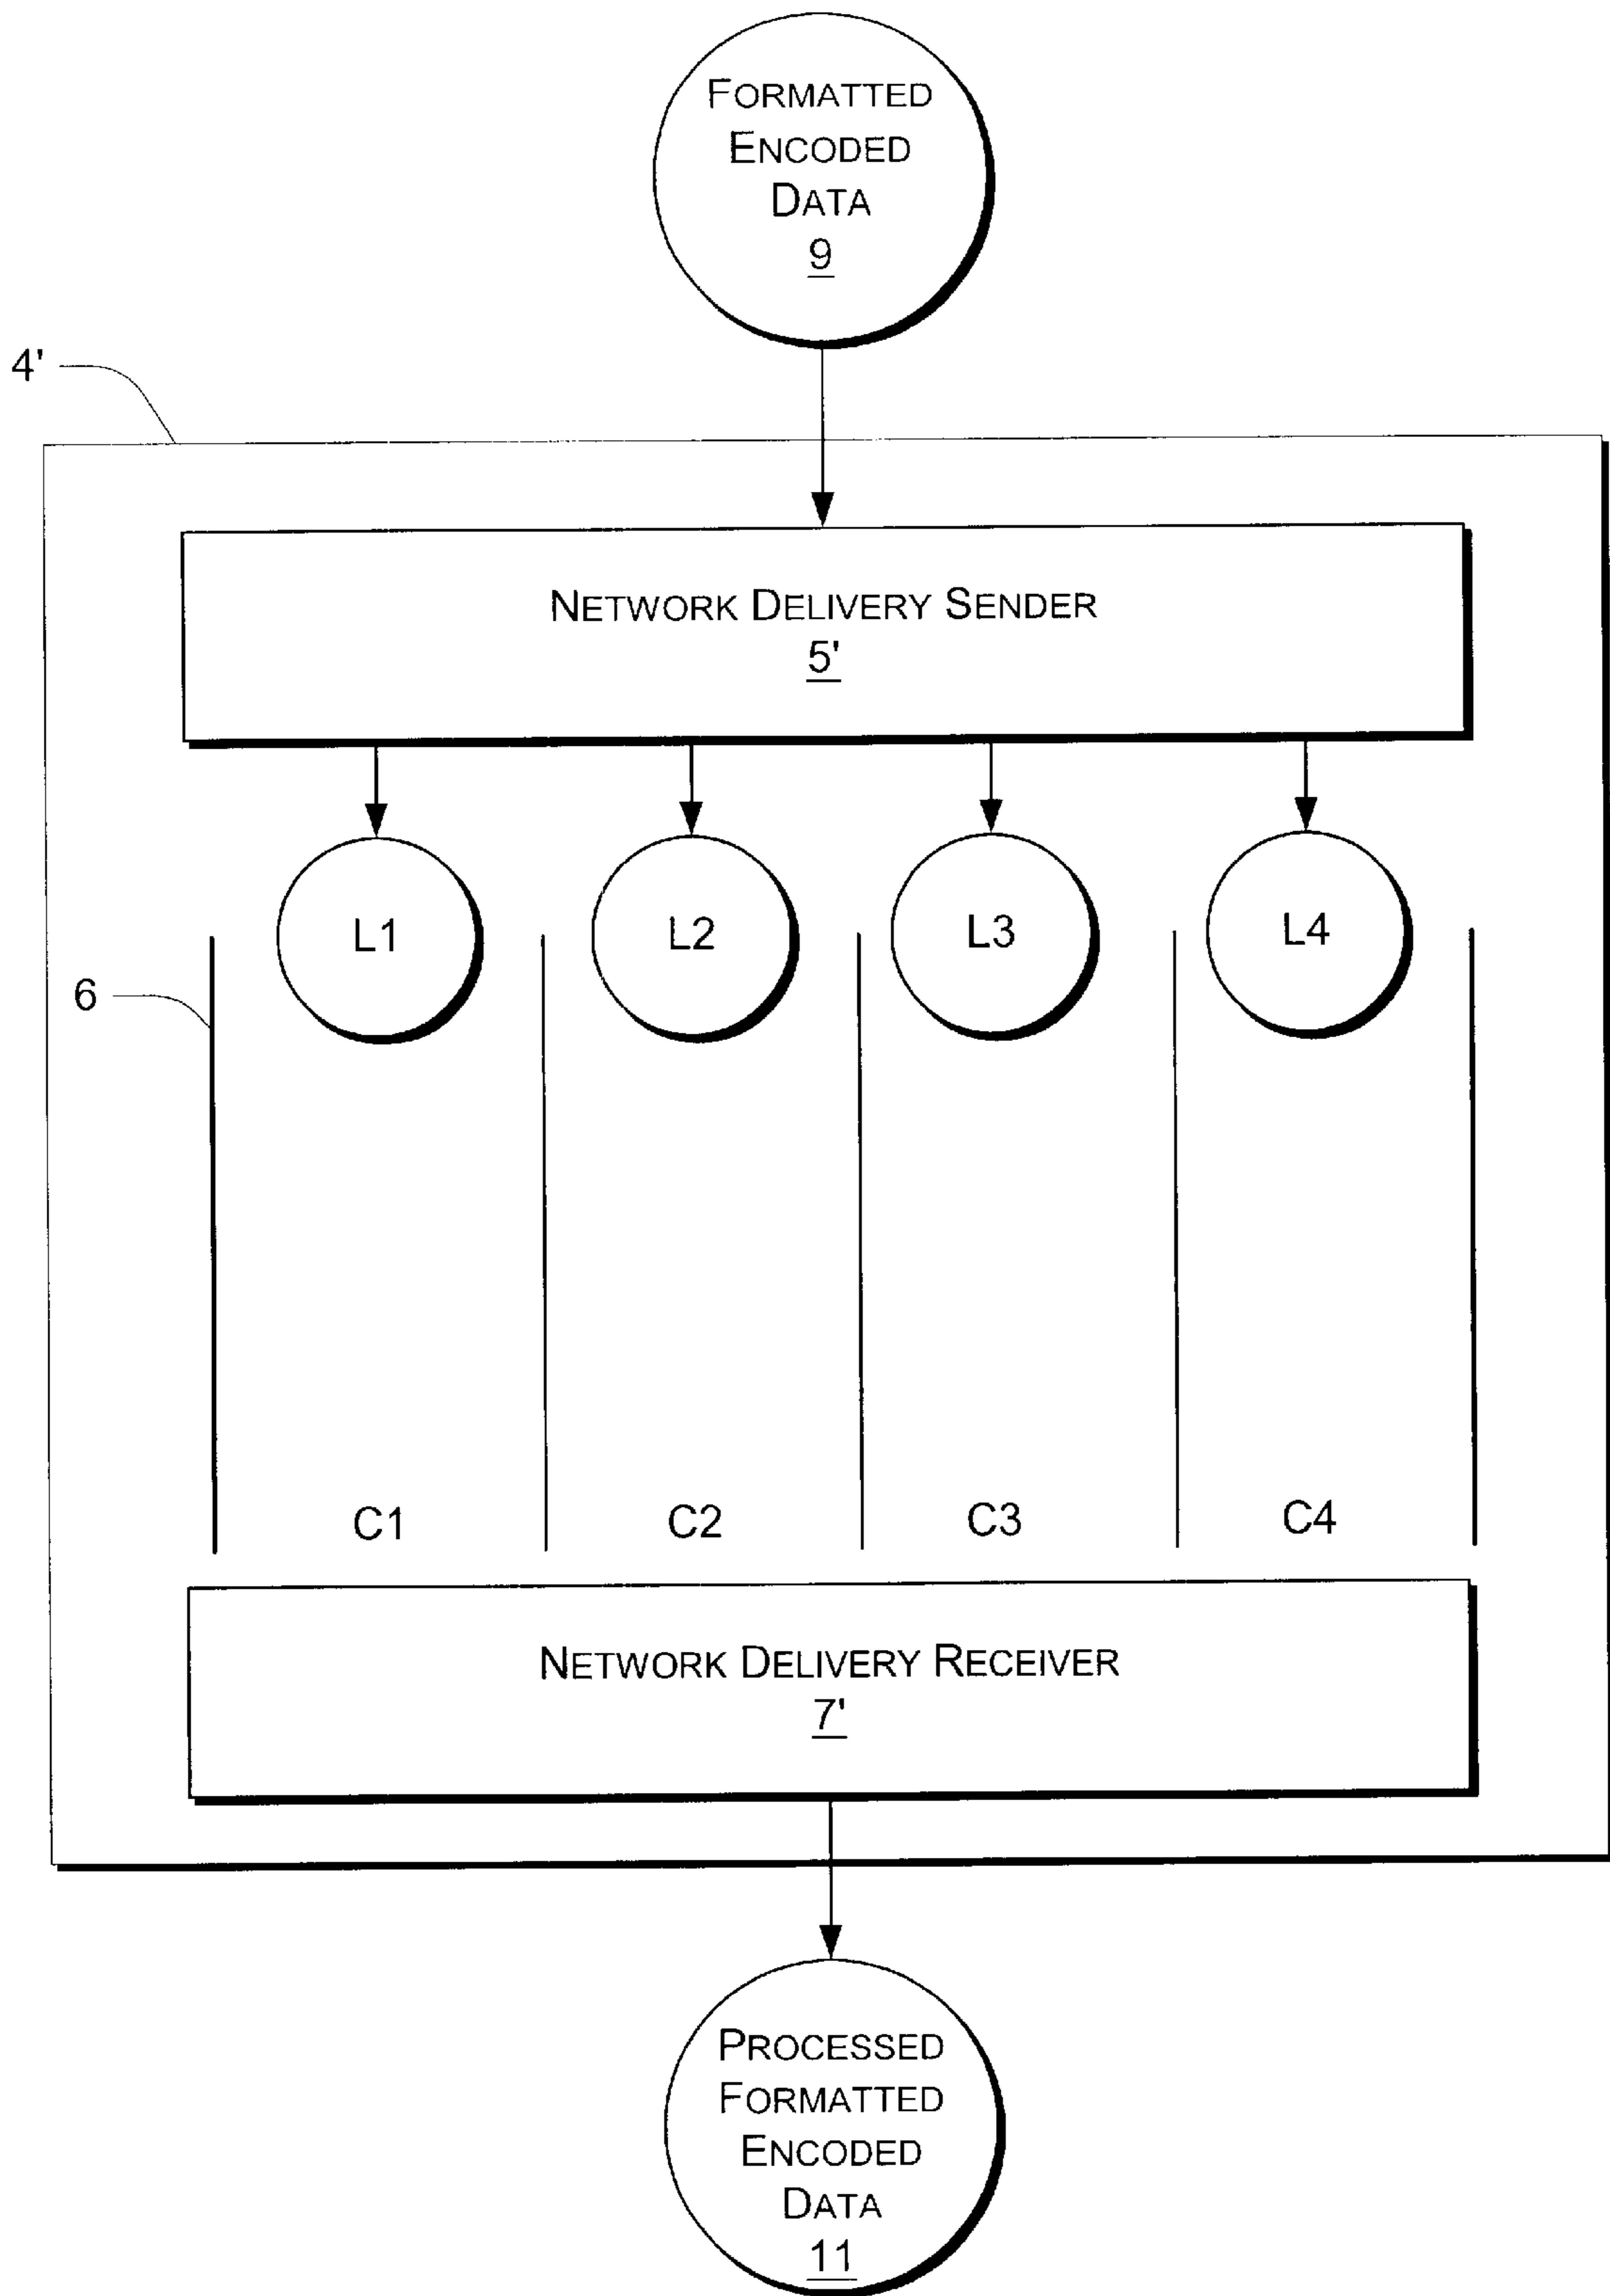 FORMATTED
ENCODED
DATA
9
4'
NETWORK DELIVERY SENDER
5'
L1 L2 L3 L4
6
C1 C2 C3 C4
NETWORK DELIVERY RECEIVER
7'
PROCESSED
FORMATTED
ENCODED
DATA
11